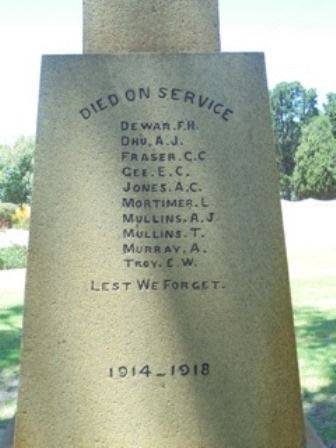 DIED ON SERVICE
DEWAR.F.H.
DHU, A.J.
FRASER.C.C
GEE.E.C.
JONES.A.C.
MORTIMER.L
MULLINS.A.J
MULLINS.T.
MURRAY.A.
TROY.E.W.
LEST WE FORGET.
1914-1918